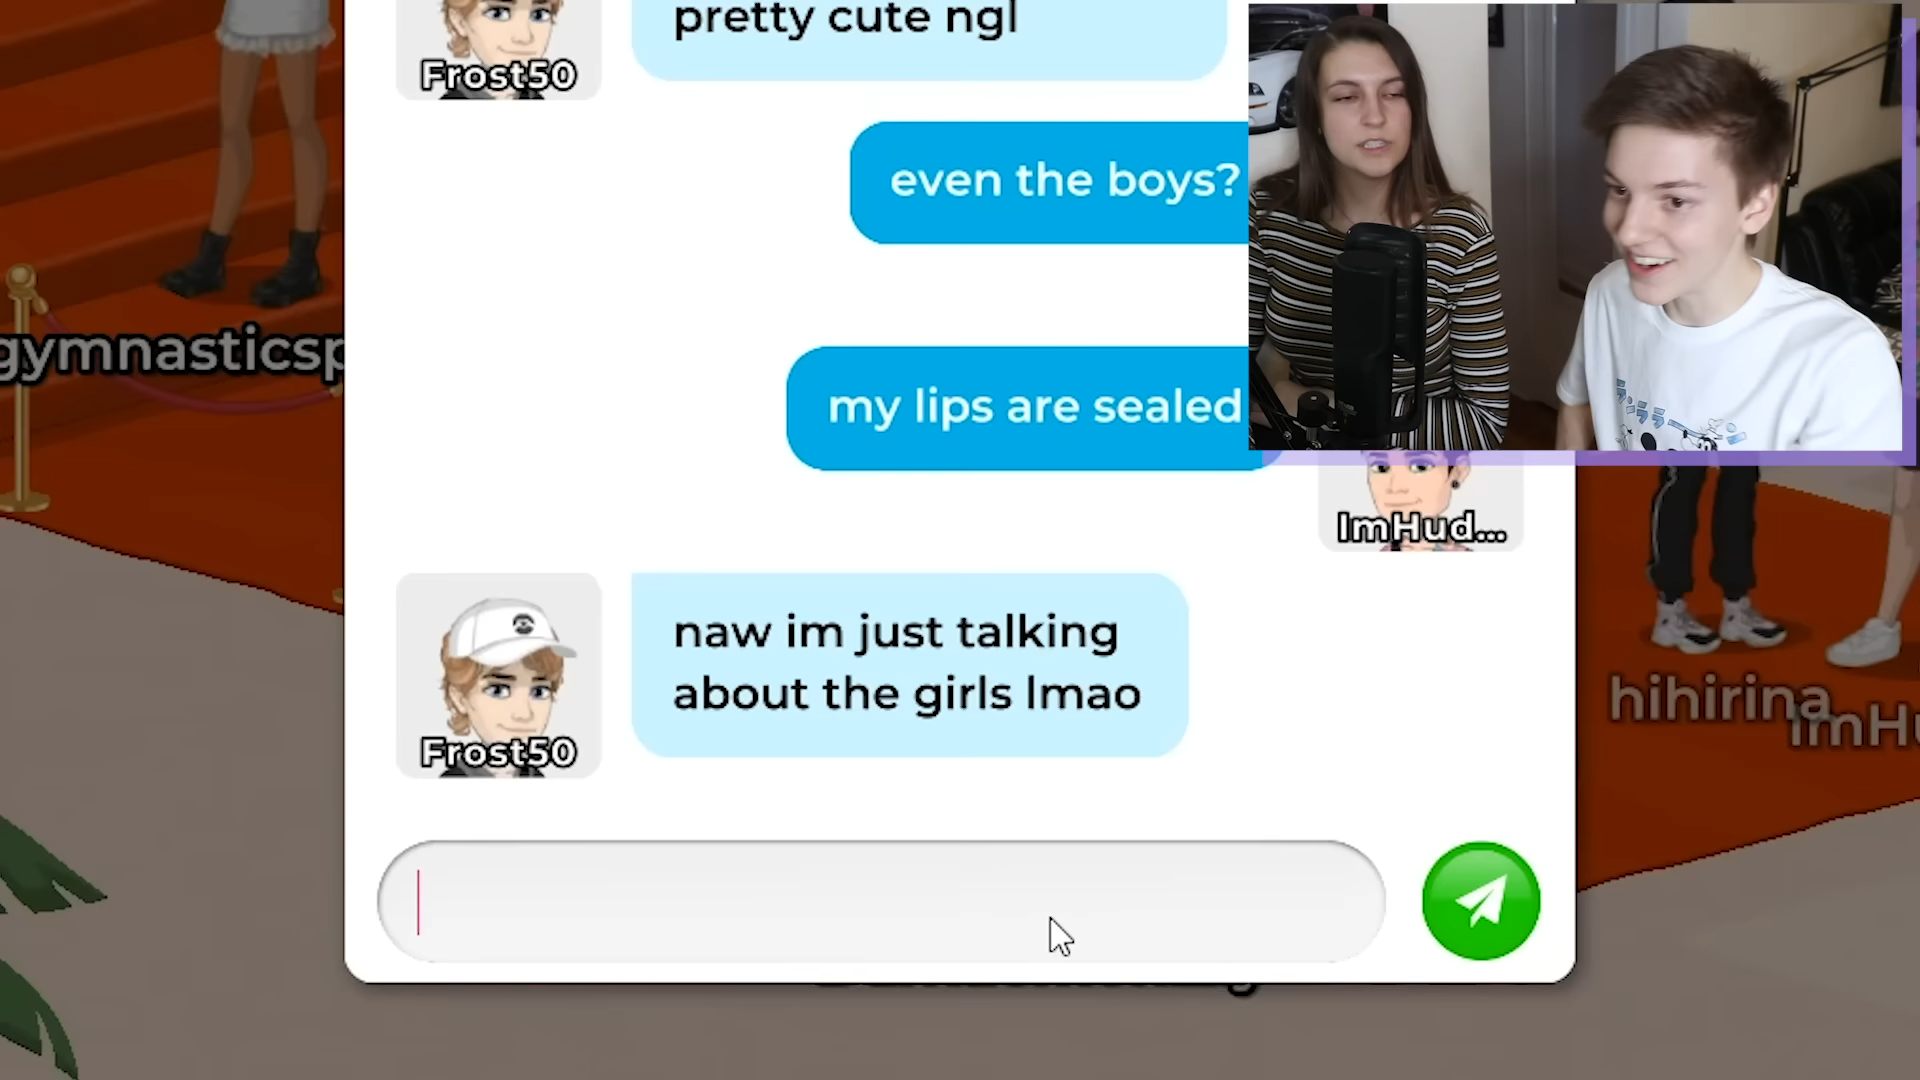 pretty cute ngl
Frost50
even the boys?
my lips are sealed
ImHud...
naw im just talking
about the girls lmao
Frost50
gymnasticsp
hihirina
ImHu